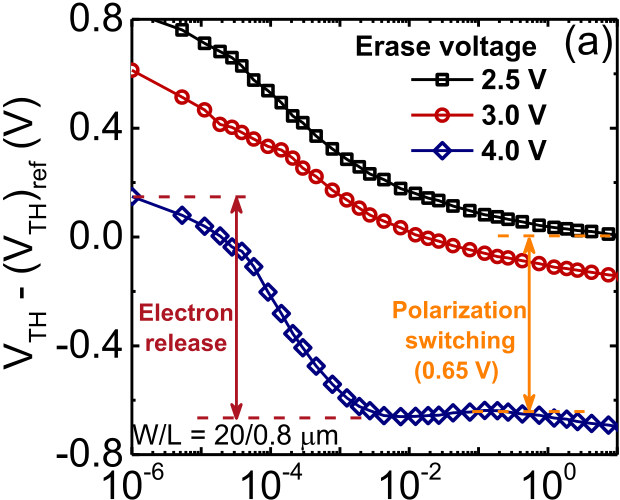 (a)
Erase voltage
2.5 V
3.0 V
4.0 V
V_TH - (V_TH)_ref (V)
0.8
0.4
0.0
-0.4
-0.8
Electron
release
Polarization
switching
(0.65 V)
W/L = 20/0.8 μm
10^-6
10^-4
10^-2
10^0